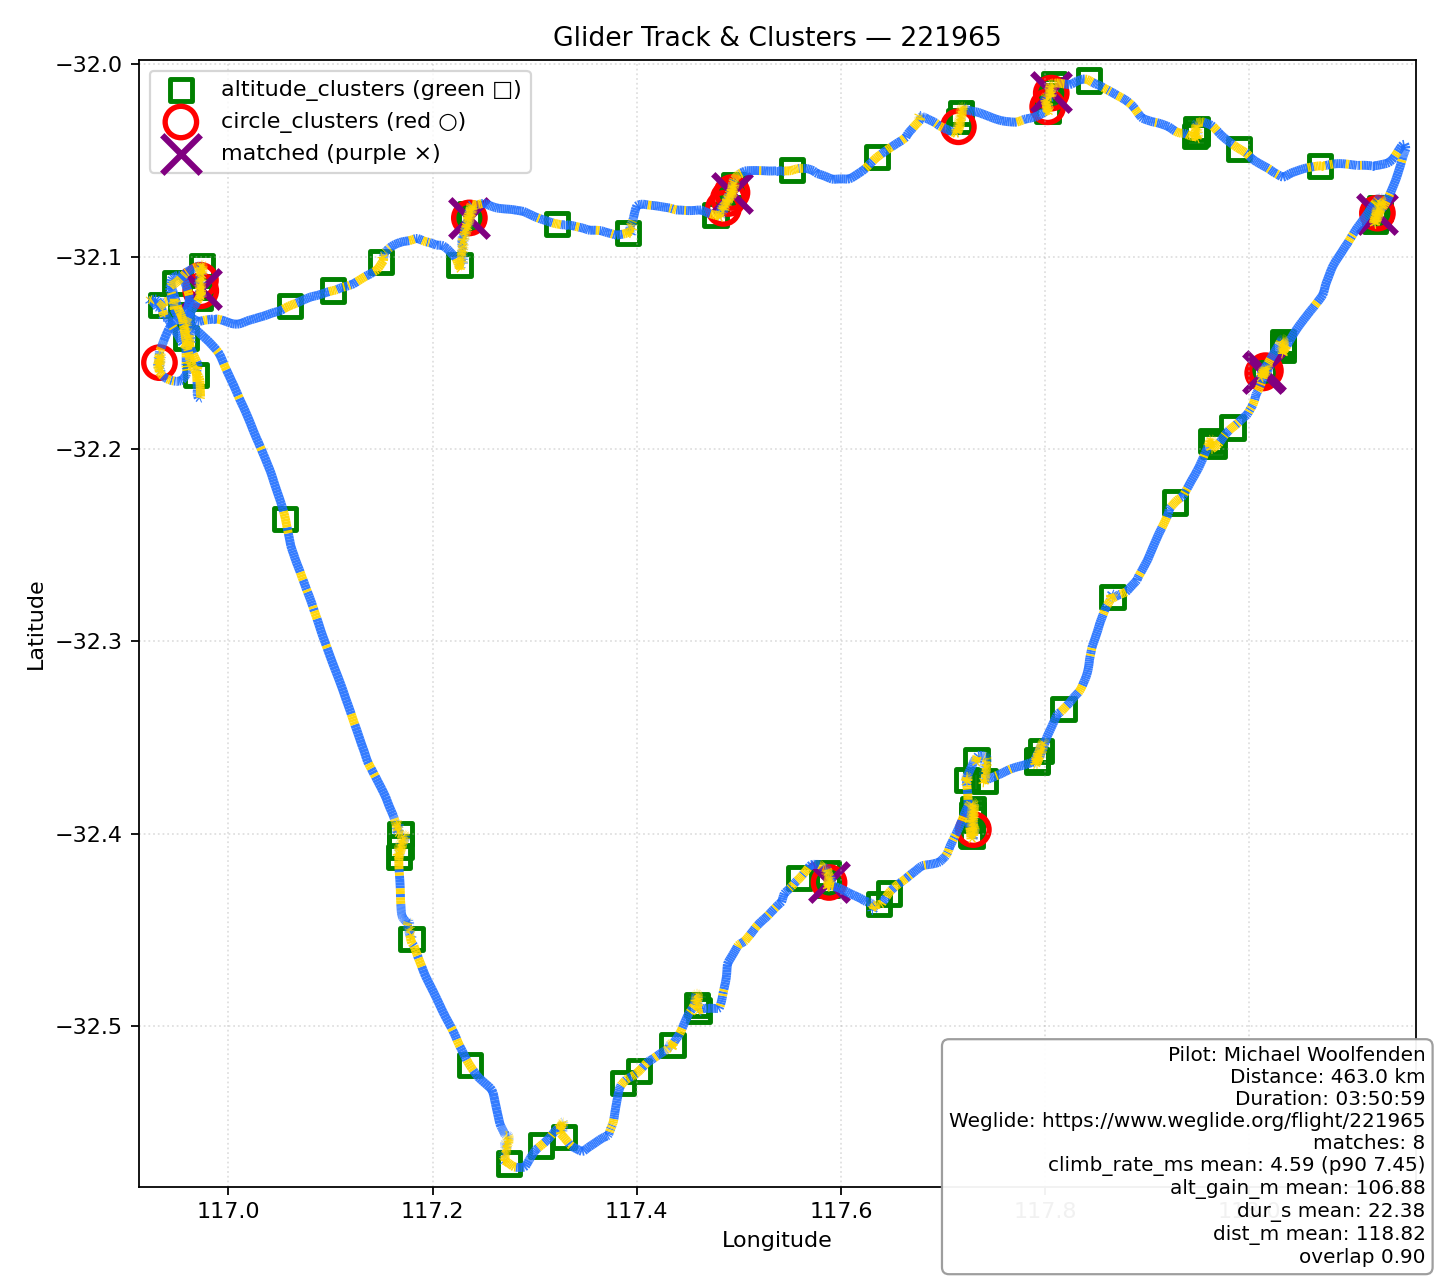 Glider Track & Clusters — 221965
altitude_clusters (green □)
circle_clusters (red ○)
matched (purple ×)
−32.0
−32.1
−32.2
−32.3
−32.4
−32.5
Latitude
117.0
117.2
117.4
117.6
117.8
Longitude
Pilot: Michael Woolfenden
Distance: 463.0 km
Duration: 03:50:59
Weglide: https://www.weglide.org/flight/221965
matches: 8
climb_rate_ms mean: 4.59 (p90 7.45)
alt_gain_m mean: 106.88
dur_s mean: 22.38
dist_m mean: 118.82
overlap 0.90